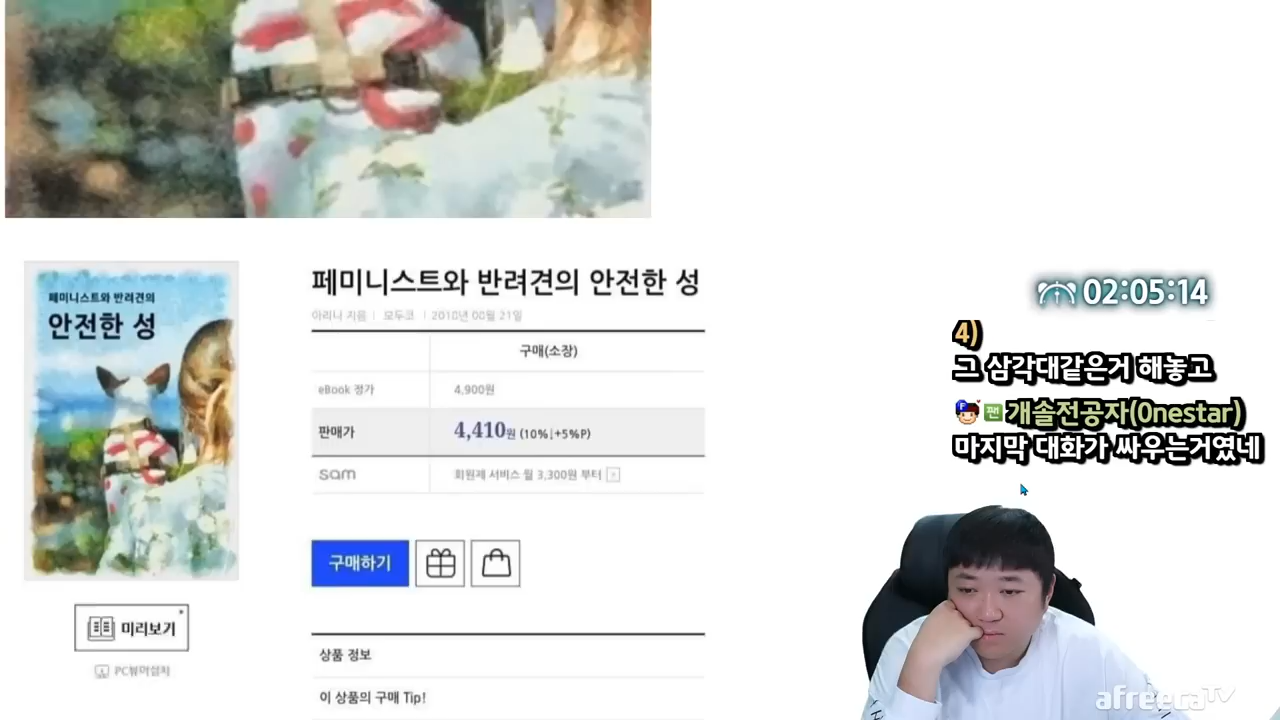 페미니스트와 반려견의 안전한 성
아리나 지음 | 모두코 | 2018년 08월 21일
페미니스트와 반려견의
안전한 성
구매(소장)
eBook 정가 4,900원
판매가 4,410원 (10%↓+5%P)
sam 회원제 서비스 월 3,300원 부터
구매하기
미리보기
PC뷰어설치
상품 정보
이 상품의 구매 Tip!
02:05:14
4)
그 삼각대같은거 해놓고
F 팬 개솔전공자(0nestar)
마지막 대화가 싸우는거였네
afreecaTV